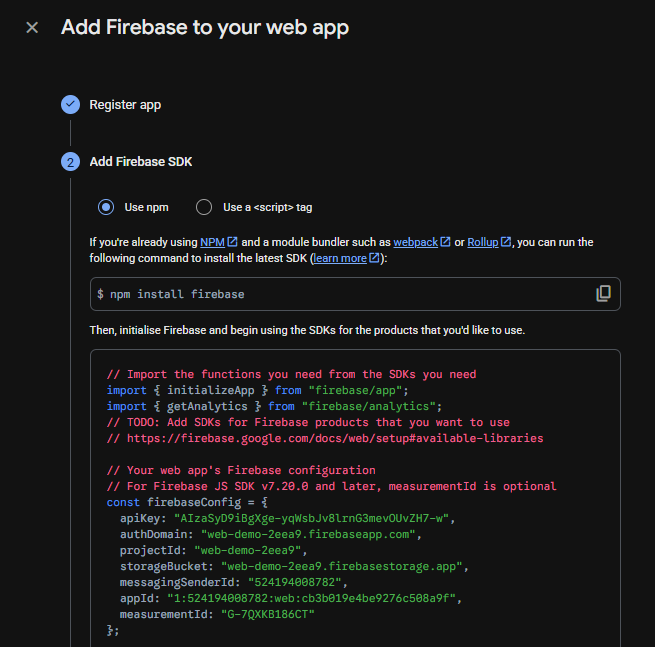 Add Firebase to your web app
Register app
2
Add Firebase SDK
Use npm
Use a <script> tag
If you're already using NPM and a module bundler such as webpack or Rollup, you can run the
following command to install the latest SDK (learn more):
$ npm install firebase
Then, initialise Firebase and begin using the SDKs for the products that you'd like to use.
// Import the functions you need from the SDKs you need
import { initializeApp } from "firebase/app";
import { getAnalytics } from "firebase/analytics";
// TODO: Add SDKs for Firebase products that you want to use
// https://firebase.google.com/docs/web/setup#available-libraries
// Your web app's Firebase configuration
// For Firebase JS SDK v7.20.0 and later, measurementId is optional
const firebaseConfig = {
  apiKey: "AIzaSyD9iBgXge-yqWsbJv8lrnG3mevOUvZH7-w",
  authDomain: "web-demo-2eea9.firebaseapp.com",
  projectId: "web-demo-2eea9",
  storageBucket: "web-demo-2eea9.firebasestorage.app",
  messagingSenderId: "524194008782",
  appId: "1:524194008782:web:cb3b019e4be9276c508a9f",
  measurementId: "G-7QXKB186CT"
};